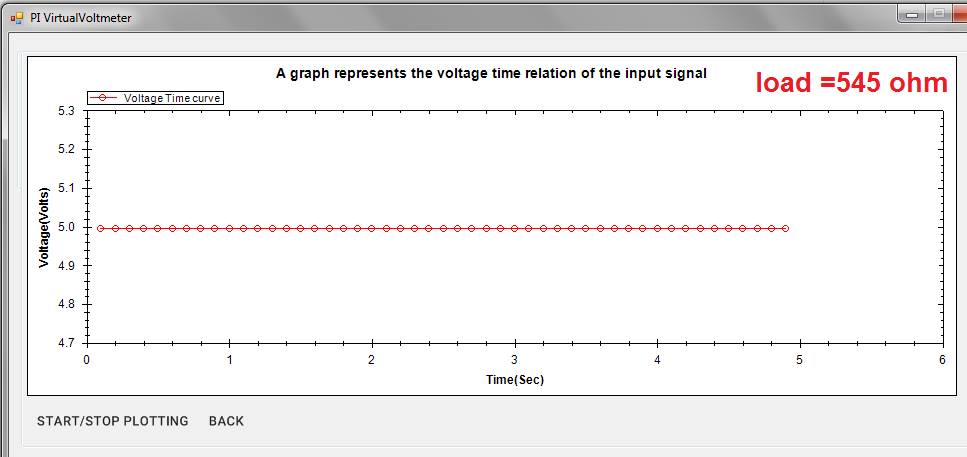 PI VirtualVoltmeter
A graph represents the voltage time relation of the input signal
load =545 ohm
Voltage Time curve
5.3
5.2
5.1
5.0
4.9
4.8
4.7
Voltage(Volts)
0 1 2 3 4 5 6
Time(Sec)
START/STOP PLOTTING BACK